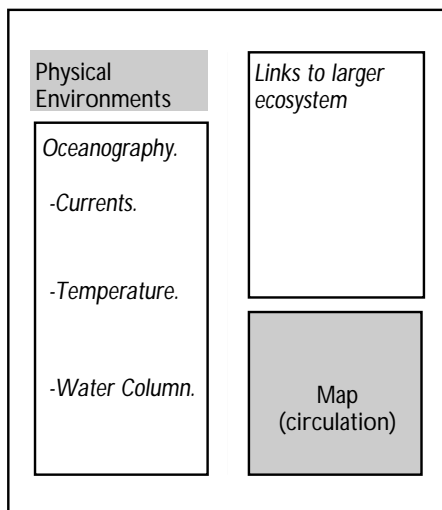 Physical
Environments
Oceanography.
-Currents.
-Temperature.
-Water Column.
Links to larger
ecosystem
Map
(circulation)